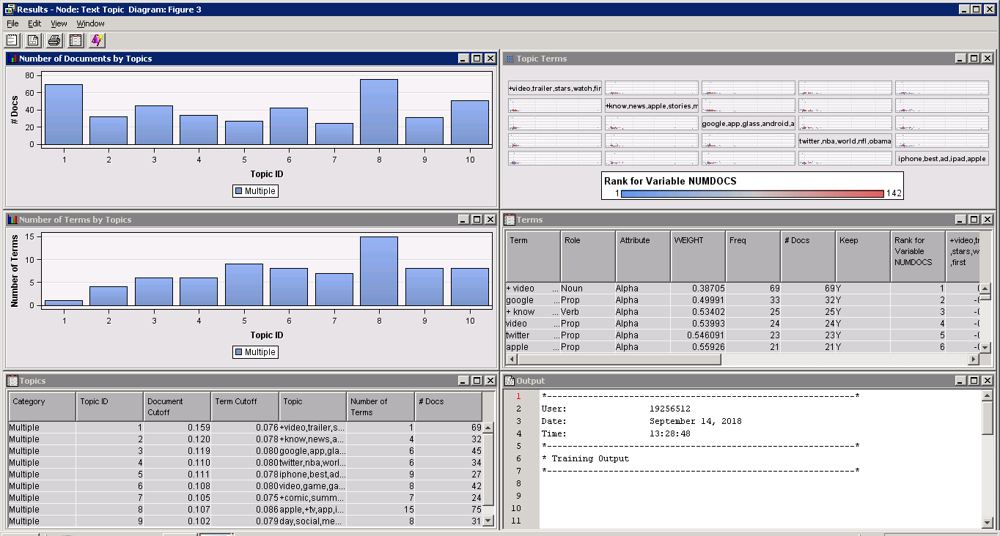 Results - Node: Text Topic Diagram: Figure 3
File Edit View Window
Number of Documents by Topics
# Docs
80
60
40
20
0
1 2 3 4 5 6 7 8 9 10
Topic ID
Multiple
Topic Terms
+video,trailer,stars,watch,fir
+know,news,apple,stories,m
google,app,glass,android,a
twitter,nba,world,nfl,obama
iphone,best,ad,ipad,apple
Rank for Variable NUMDOCS
1 142
Number of Terms by Topics
Number of Terms
15
10
5
0
1 2 3 4 5 6 7 8 9 10
Topic ID
Multiple
Terms
Term Role Attribute WEIGHT Freq # Docs Keep Rank for Variable NUMDOCS +video,tr ,stars,w ,first
+ video ... Noun Alpha 0.38705 69 69 Y 1
google ... Prop Alpha 0.49991 33 32 Y 2 -0
+ know ... Verb Alpha 0.53402 25 25 Y 3 -0
video ... Prop Alpha 0.53993 24 24 Y 4 -0
twitter ... Prop Alpha 0.546091 23 23 Y 5 -0
apple ... Prop Alpha 0.55926 21 21 Y 6 -0
Topics
Category Topic ID Document Cutoff Term Cutoff Topic Number of Terms # Docs
Multiple 1 0.159 0.076 +video,trailer,s... 1 69
Multiple 2 0.120 0.078 +know,news,a... 4 32
Multiple 3 0.119 0.080 google,app,gla... 6 45
Multiple 4 0.110 0.080 twitter,nba,worl... 6 34
Multiple 5 0.111 0.078 iphone,best,ad... 9 27
Multiple 6 0.108 0.080 video,game,ga... 8 42
Multiple 7 0.105 0.075 +comic,summ... 7 24
Multiple 8 0.107 0.086 apple,+tv,app,i... 15 75
Multiple 9 0.102 0.079 day,social,me... 8 31
Output
1 *------------------------------------------------------------*
2 User: 19256512
3 Date: September 14, 2018
4 Time: 13:28:48
5 *------------------------------------------------------------*
6 * Training Output
7 *------------------------------------------------------------*
8
9
10
11